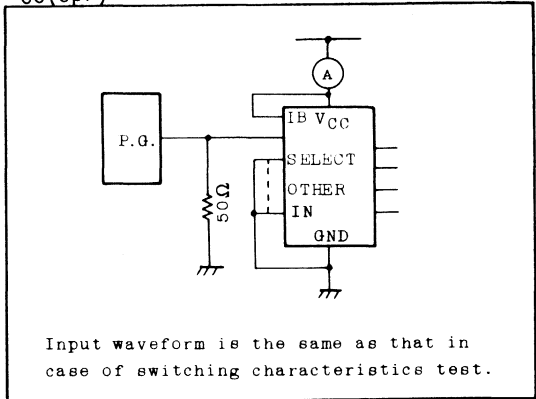 A
IB VCC
P.G.
SELECT
50Ω
OTHER
IN
GND
Input waveform is the same as that in
case of switching characteristics test.